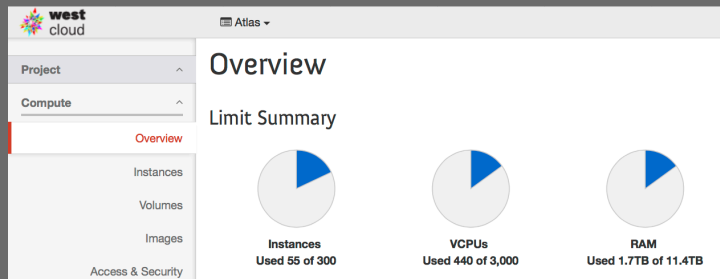 west
cloud
Atlas
Project
Compute
Overview
Instances
Volumes
Images
Access & Security
Overview
Limit Summary
Instances
Used 55 of 300
VCPUs
Used 440 of 3,000
RAM
Used 1.7TB of 11.4TB